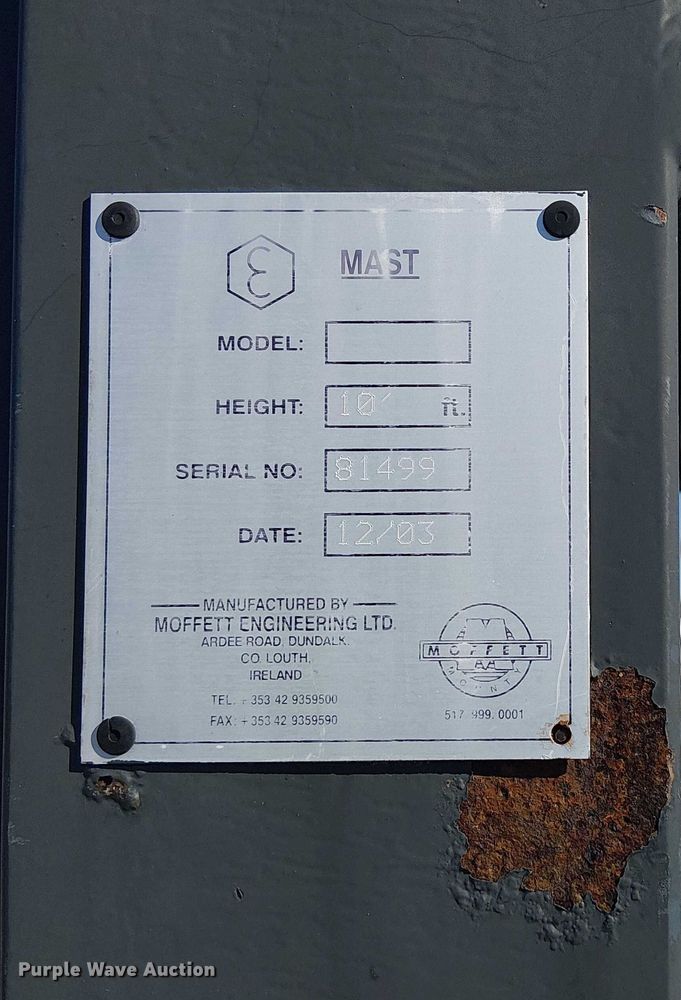 MAST
MODEL:
HEIGHT: 10' ft.
SERIAL NO: 81499
DATE: 12/03
MANUFACTURED BY
MOFFETT ENGINEERING LTD.
ARDEE ROAD, DUNDALK.
CO. LOUTH,
IRELAND
TEL. + 353 42 9359500
FAX: + 353 42 9359590
MOFFETT
MOUNTY
517. 999. 0001
Purple Wave Auction